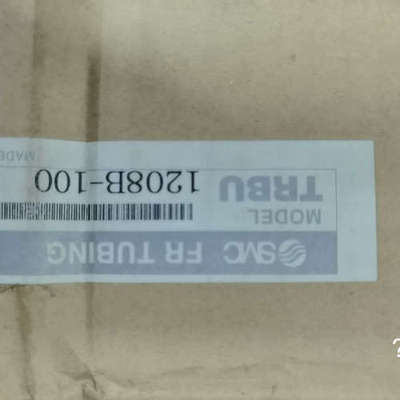 SMC FR TUBING
MODEL
TRBU 1208B-100
MADE